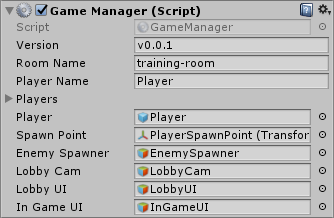 Game Manager (Script)
Script GameManager
Version v0.0.1
Room Name training-room
Player Name Player
Players
Player Player
Spawn Point PlayerSpawnPoint (Transfor
Enemy Spawner EnemySpawner
Lobby Cam LobbyCam
Lobby UI LobbyUI
In Game UI InGameUI